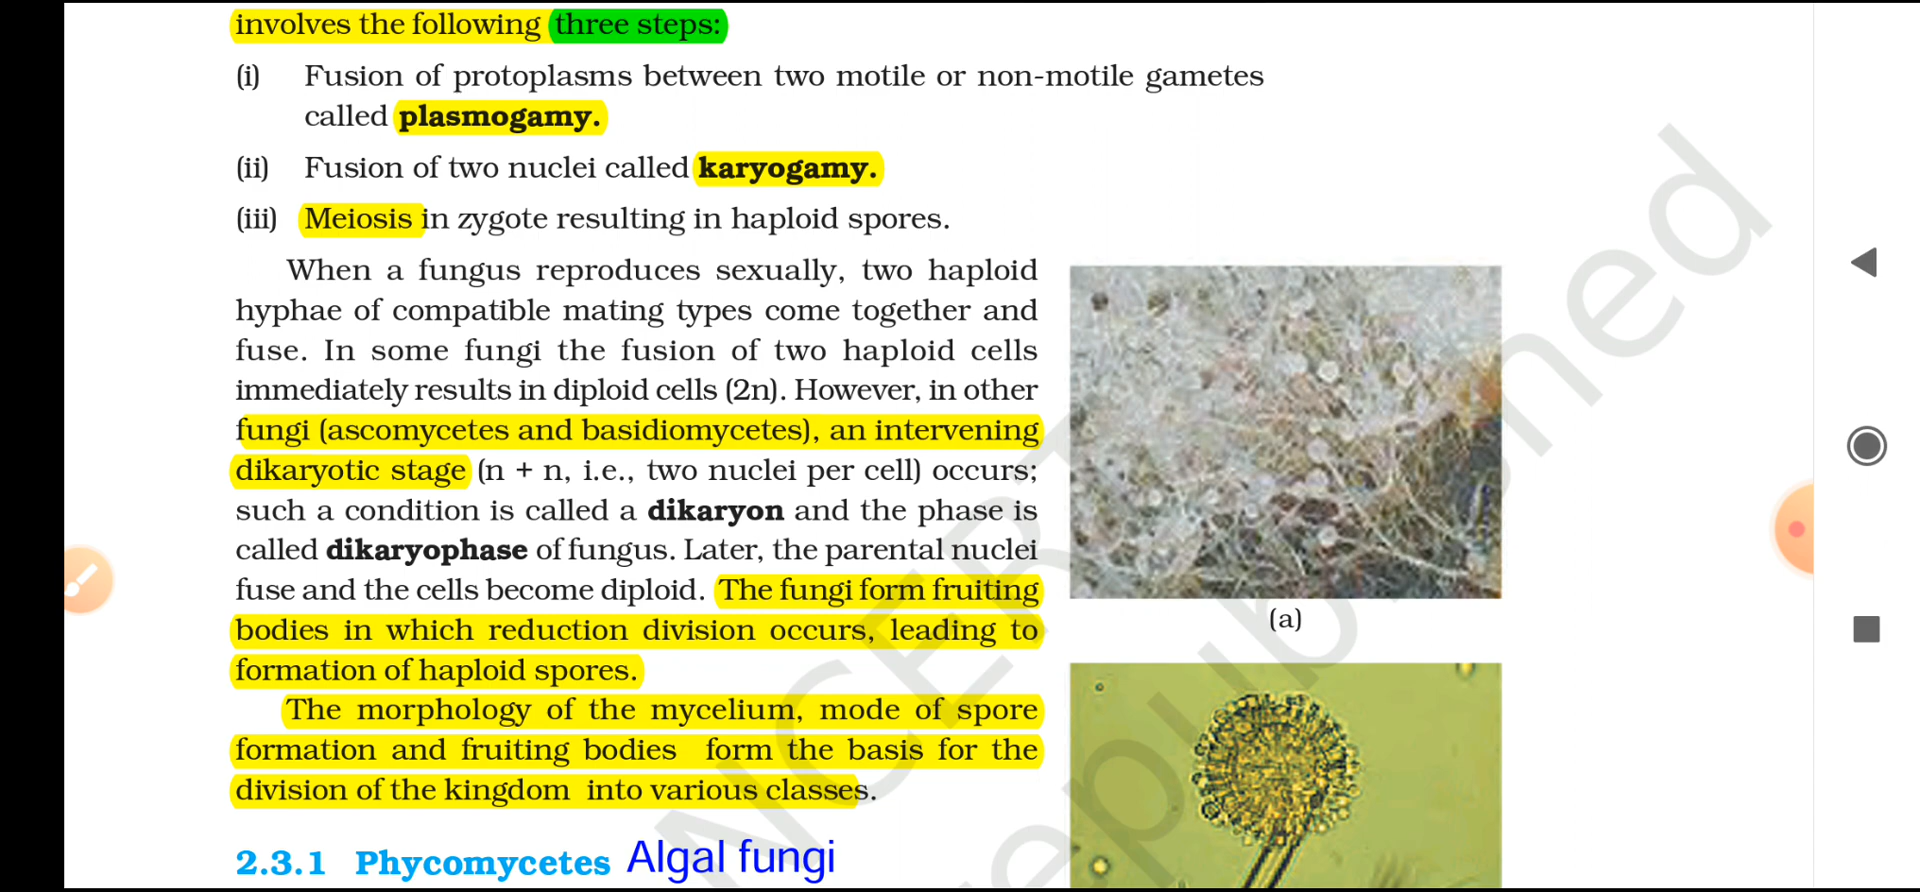 involves the following three steps:
(i) Fusion of protoplasms between two motile or non-motile gametes
called plasmogamy.
(ii) Fusion of two nuclei called karyogamy.
(iii) Meiosis in zygote resulting in haploid spores.
When a fungus reproduces sexually, two haploid
hyphae of compatible mating types come together and
fuse. In some fungi the fusion of two haploid cells
immediately results in diploid cells (2n). However, in other
fungi (ascomycetes and basidiomycetes), an intervening
dikaryotic stage (n + n, i.e., two nuclei per cell) occurs;
such a condition is called a dikaryon and the phase is
called dikaryophase of fungus. Later, the parental nuclei
fuse and the cells become diploid. The fungi form fruiting
bodies in which reduction division occurs, leading to
formation of haploid spores.
The morphology of the mycelium, mode of spore
formation and fruiting bodies form the basis for the
division of the kingdom into various classes.
(a)
2.3.1 Phycomycetes Algal fungi
NCERT